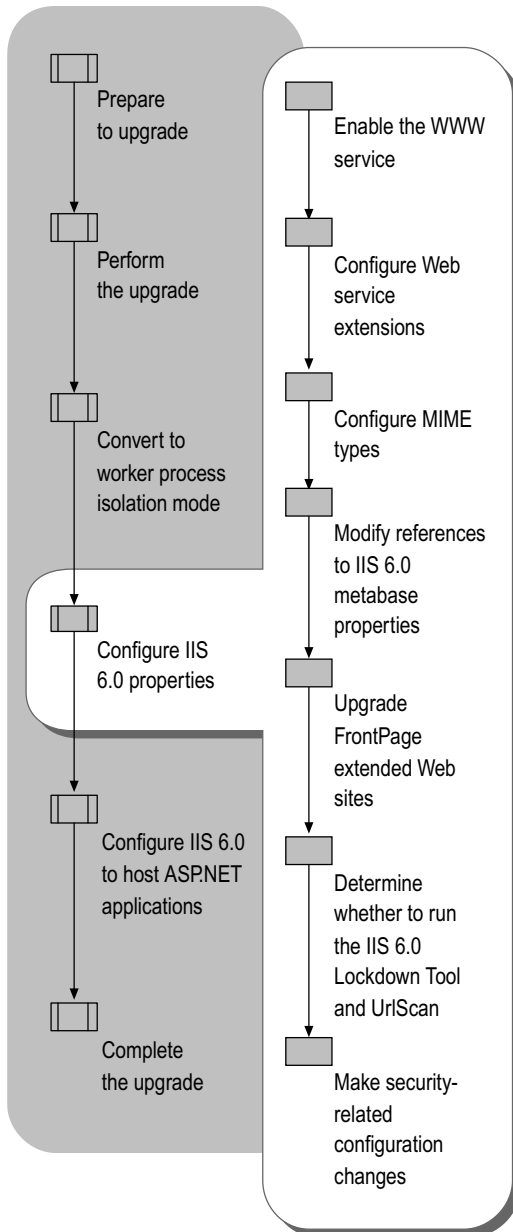 Prepare
to upgrade
Perform
the upgrade
Convert to
worker process
isolation mode
Configure IIS
6.0 properties
Configure IIS 6.0
to host ASP.NET
applications
Complete
the upgrade
Enable the WWW
service
Configure Web
service
extensions
Configure MIME
types
Modify references
to IIS 6.0
metabase
properties
Upgrade
FrontPage
extended Web
sites
Determine
whether to run
the IIS 6.0
Lockdown Tool
and UrlScan
Make security-
related
configuration
changes